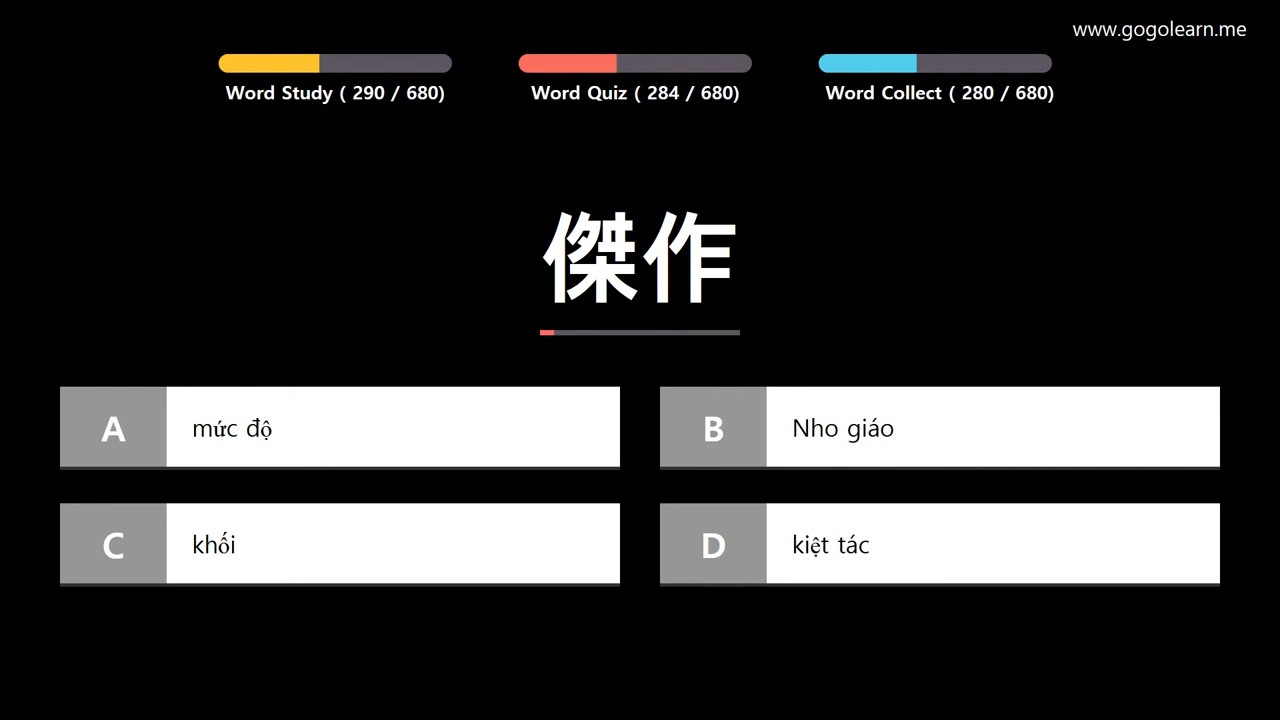 www.gogolearn.me
Word Study ( 290 / 680)
Word Quiz ( 284 / 680)
Word Collect ( 280 / 680)
傑作
A mức độ
B Nho giáo
C khối
D kiệt tác